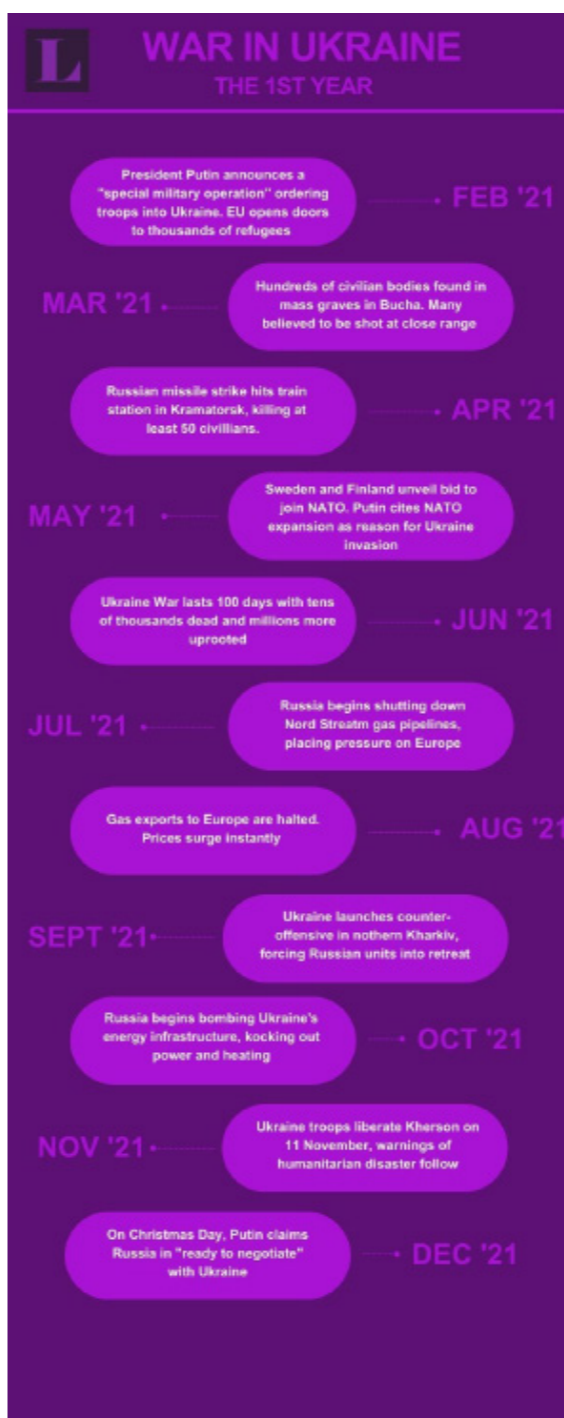 L
WAR IN UKRAINE
THE 1ST YEAR
President Putin announces a
"special military operation" ordering
troops into Ukraine. EU opens doors
to thousands of refugees
FEB '21
MAR '21
Hundreds of civilian bodies found in
mass graves in Bucha. Many
believed to be shot at close range
Russian missile strike hits train
station in Kramatorsk, killing at
least 50 civillians.
APR '21
MAY '21
Sweden and Finland unveil bid to
join NATO. Putin cites NATO
expansion as reason for Ukraine
invasion
Ukraine War lasts 100 days with tens
of thousands dead and millions more
uprooted
JUN '21
JUL '21
Russia begins shutting down
Nord Streatm gas pipelines,
placing pressure on Europe
Gas exports to Europe are halted.
Prices surge instantly
AUG '21
SEPT '21
Ukraine launches counter-
offensive in nothern Kharkiv,
forcing Russian units into retreat
Russia begins bombing Ukraine's
energy infrastructure, kocking out
power and heating
OCT '21
NOV '21
Ukraine troops liberate Kherson on
11 November, warnings of
humanitarian disaster follow
On Christmas Day, Putin claims
Russia in "ready to negotiate"
with Ukraine
DEC '21